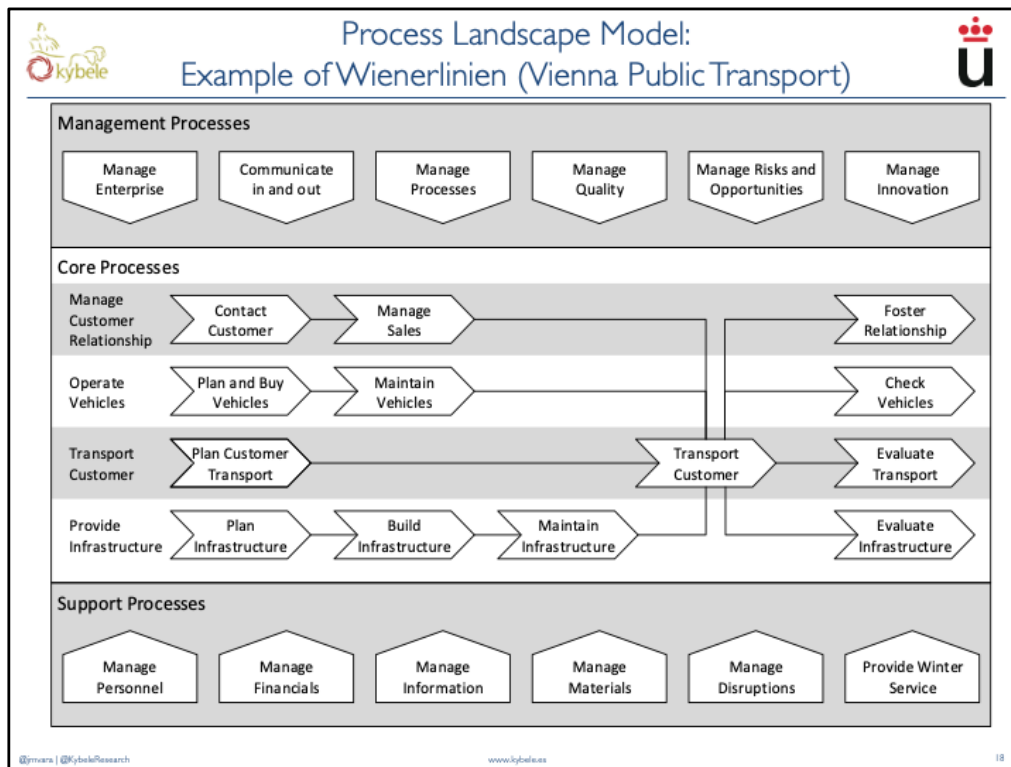 kybele
Process Landscape Model:
Example of Wienerlinien (Vienna Public Transport)
u
Management Processes
Manage
Enterprise
Communicate
in and out
Manage
Processes
Manage
Quality
Manage Risks and
Opportunities
Manage
Innovation
Core Processes
Manage
Customer
Relationship
Contact
Customer
Manage
Sales
Foster
Relationship
Operate
Vehicles
Plan and Buy
Vehicles
Maintain
Vehicles
Check
Vehicles
Transport
Customer
Plan Customer
Transport
Transport
Customer
Evaluate
Transport
Provide
Infrastructure
Plan
Infrastructure
Build
Infrastructure
Maintain
Infrastructure
Evaluate
Infrastructure
Support Processes
Manage
Personnel
Manage
Financials
Manage
Information
Manage
Materials
Manage
Disruptions
Provide Winter
Service
@jmvara | @KybeleResearch
www.kybele.es
18